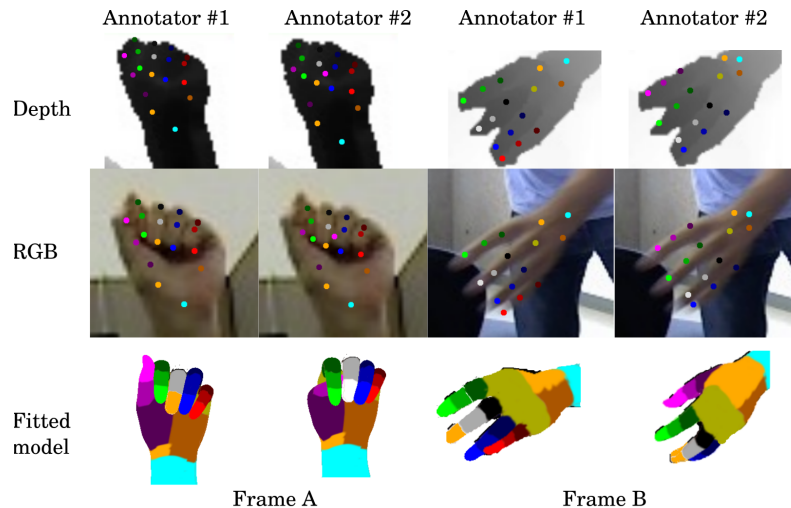 Annotator #1 Annotator #2 Annotator #1 Annotator #2
Depth
RGB
Fitted
model
Frame A Frame B